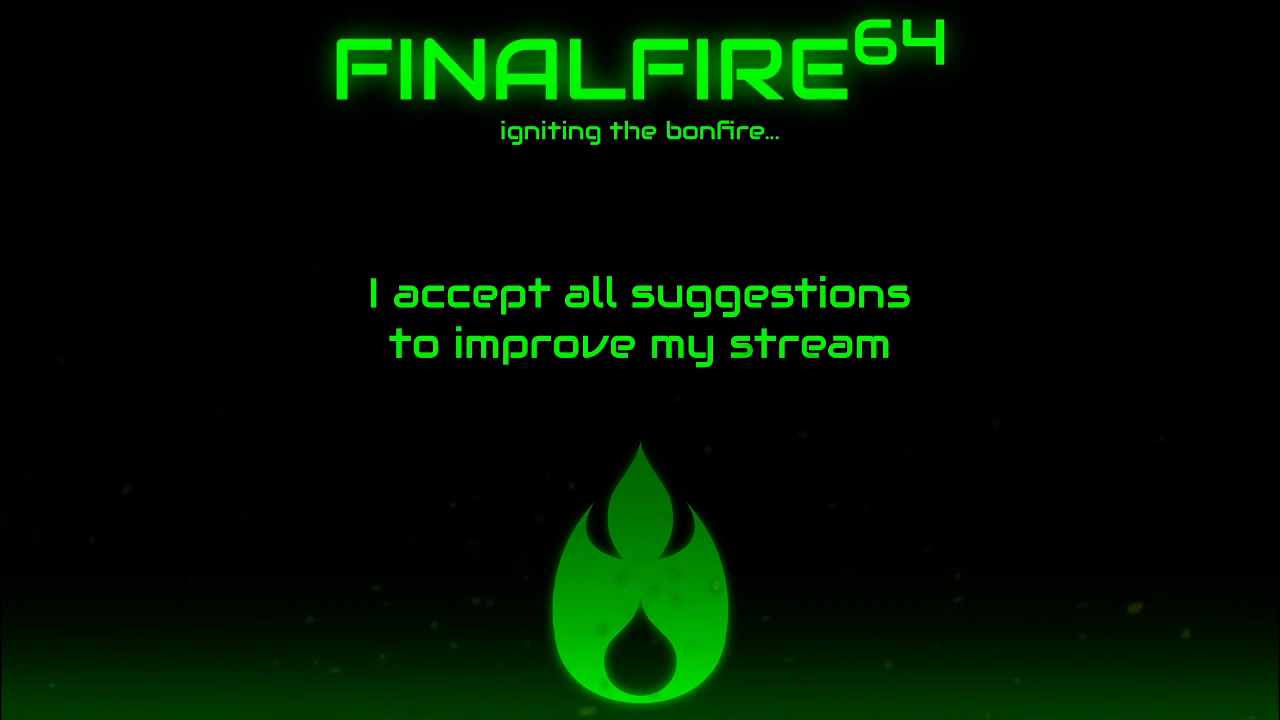 FINALFIRE64
igniting the bonfire...
I accept all suggestions
to improve my stream